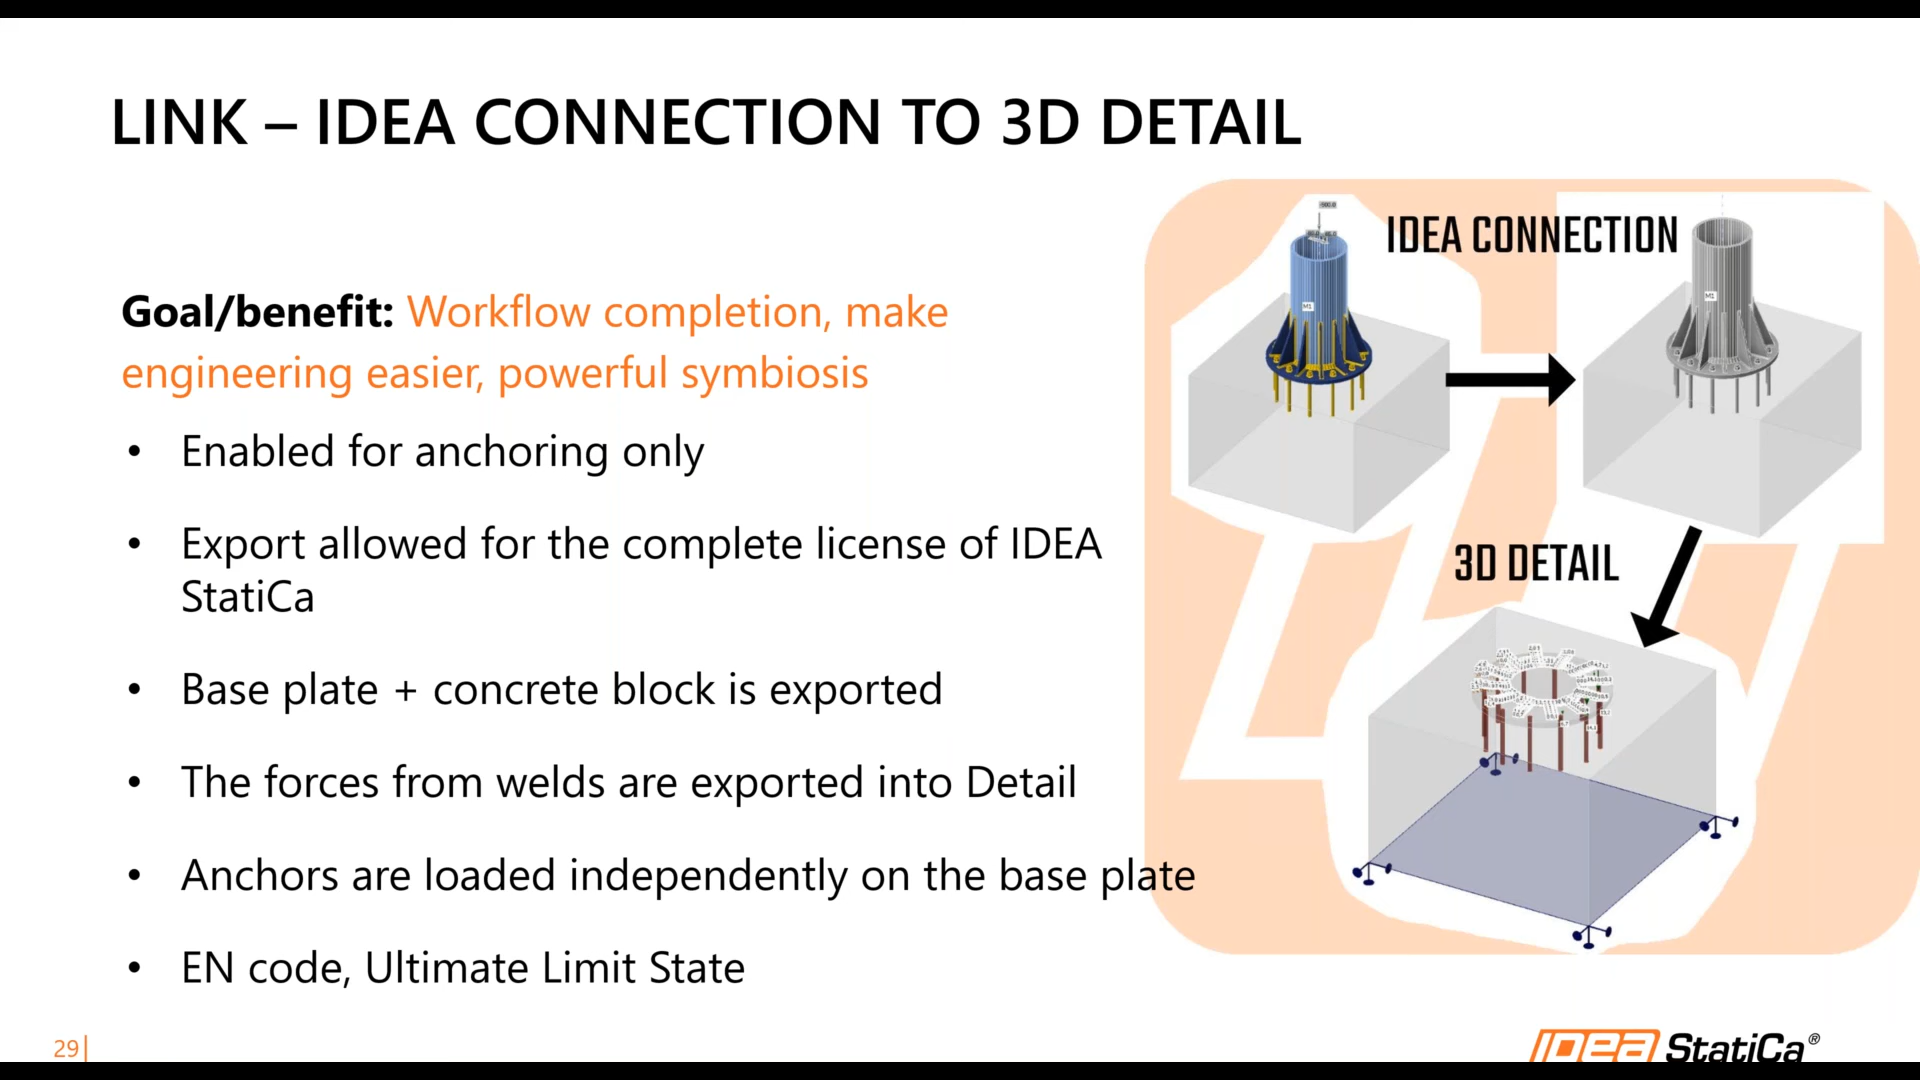 LINK – IDEA CONNECTION TO 3D DETAIL
Goal/benefit: Workflow completion, make
engineering easier, powerful symbiosis
• Enabled for anchoring only
• Export allowed for the complete license of IDEA
StatiCa
• Base plate + concrete block is exported
• The forces from welds are exported into Detail
• Anchors are loaded independently on the base plate
• EN code, Ultimate Limit State
IDEA CONNECTION
M1
M1
3D DETAIL
29
IDEA StatiCa®